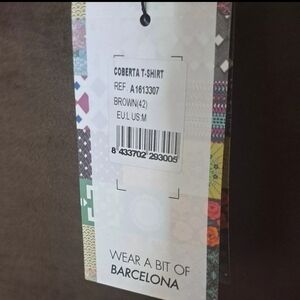 COBERTA T-SHIRT
REF A1613307
BROWN(42)
EU:L US:M
8 433702 293005
WEAR A BIT OF
BARCELONA